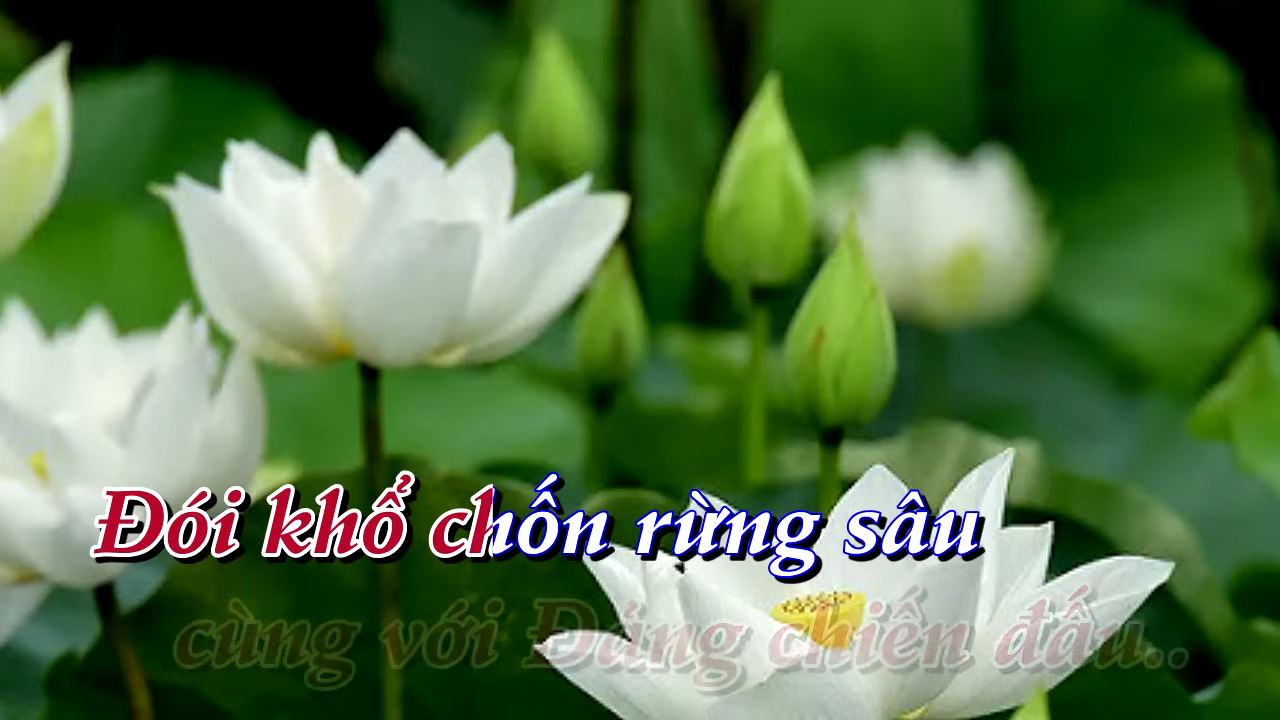 Đói khổ chốn rừng sâu
cùng với Đảng chiến đấu..